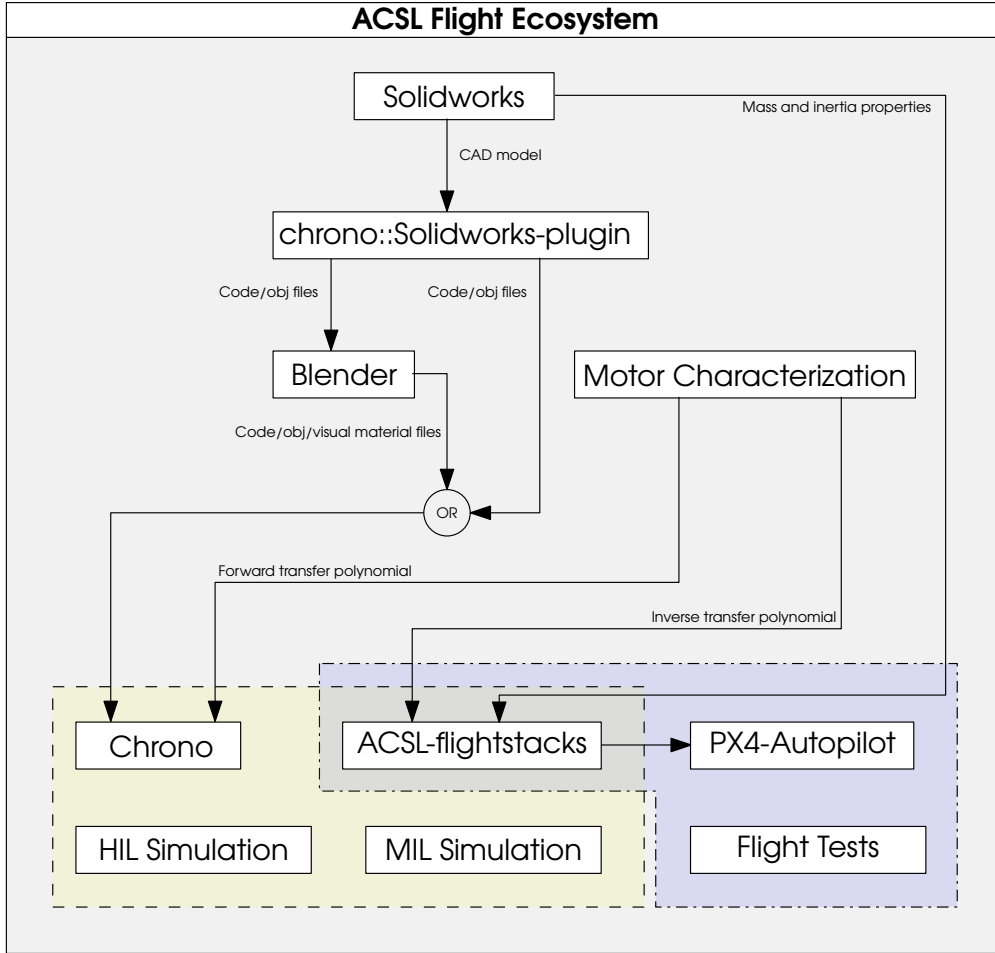 ACSL Flight Ecosystem
Solidworks
Mass and inertia properties
CAD model
chrono::Solidworks-plugin
Code/obj files
Code/obj files
Blender
Motor Characterization
Code/obj/visual material files
OR
Forward transfer polynomial
Inverse transfer polynomial
Chrono
ACSL-flightstacks
PX4-Autopilot
HIL Simulation
MIL Simulation
Flight Tests